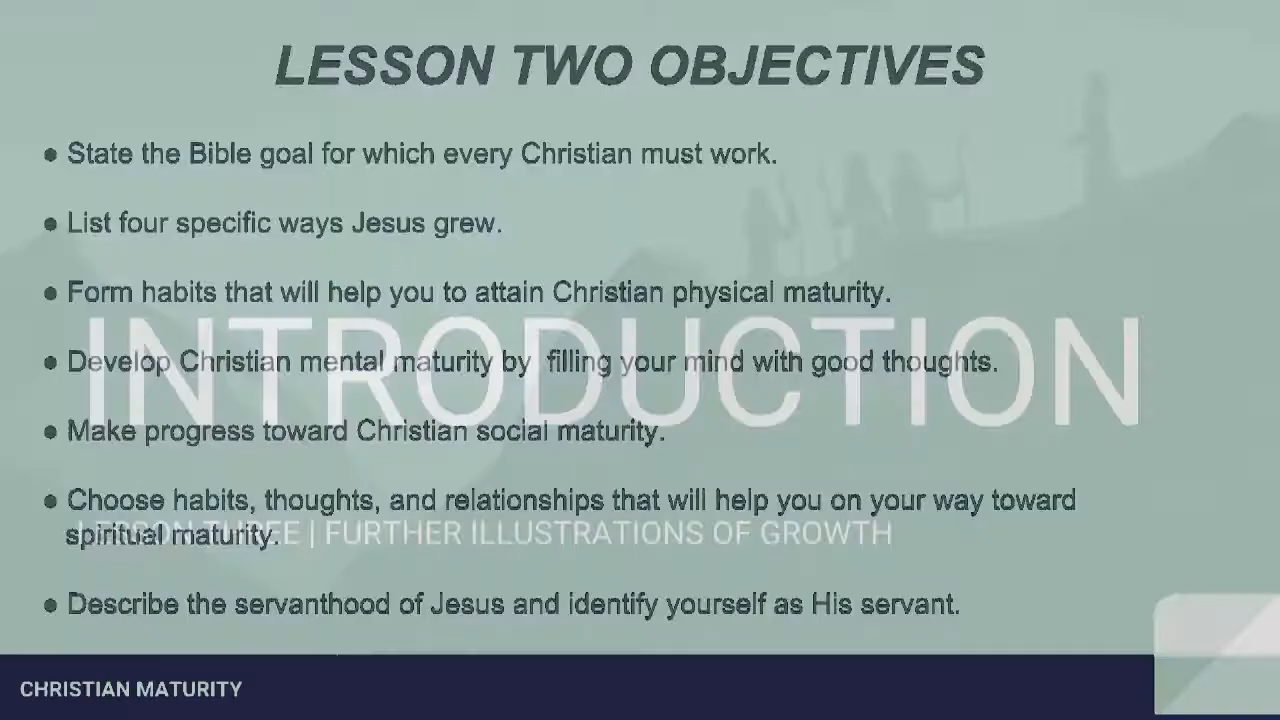 LESSON TWO OBJECTIVES
● State the Bible goal for which every Christian must work.
● List four specific ways Jesus grew.
● Form habits that will help you to attain Christian physical maturity.
INTRODUCTION
● Develop Christian mental maturity by filling your mind with good thoughts.
● Make progress toward Christian social maturity.
● Choose habits, thoughts, and relationships that will help you on your way toward
spiritual maturity.
LESSON THREE | FURTHER ILLUSTRATIONS OF GROWTH
● Describe the servanthood of Jesus and identify yourself as His servant.
CHRISTIAN MATURITY